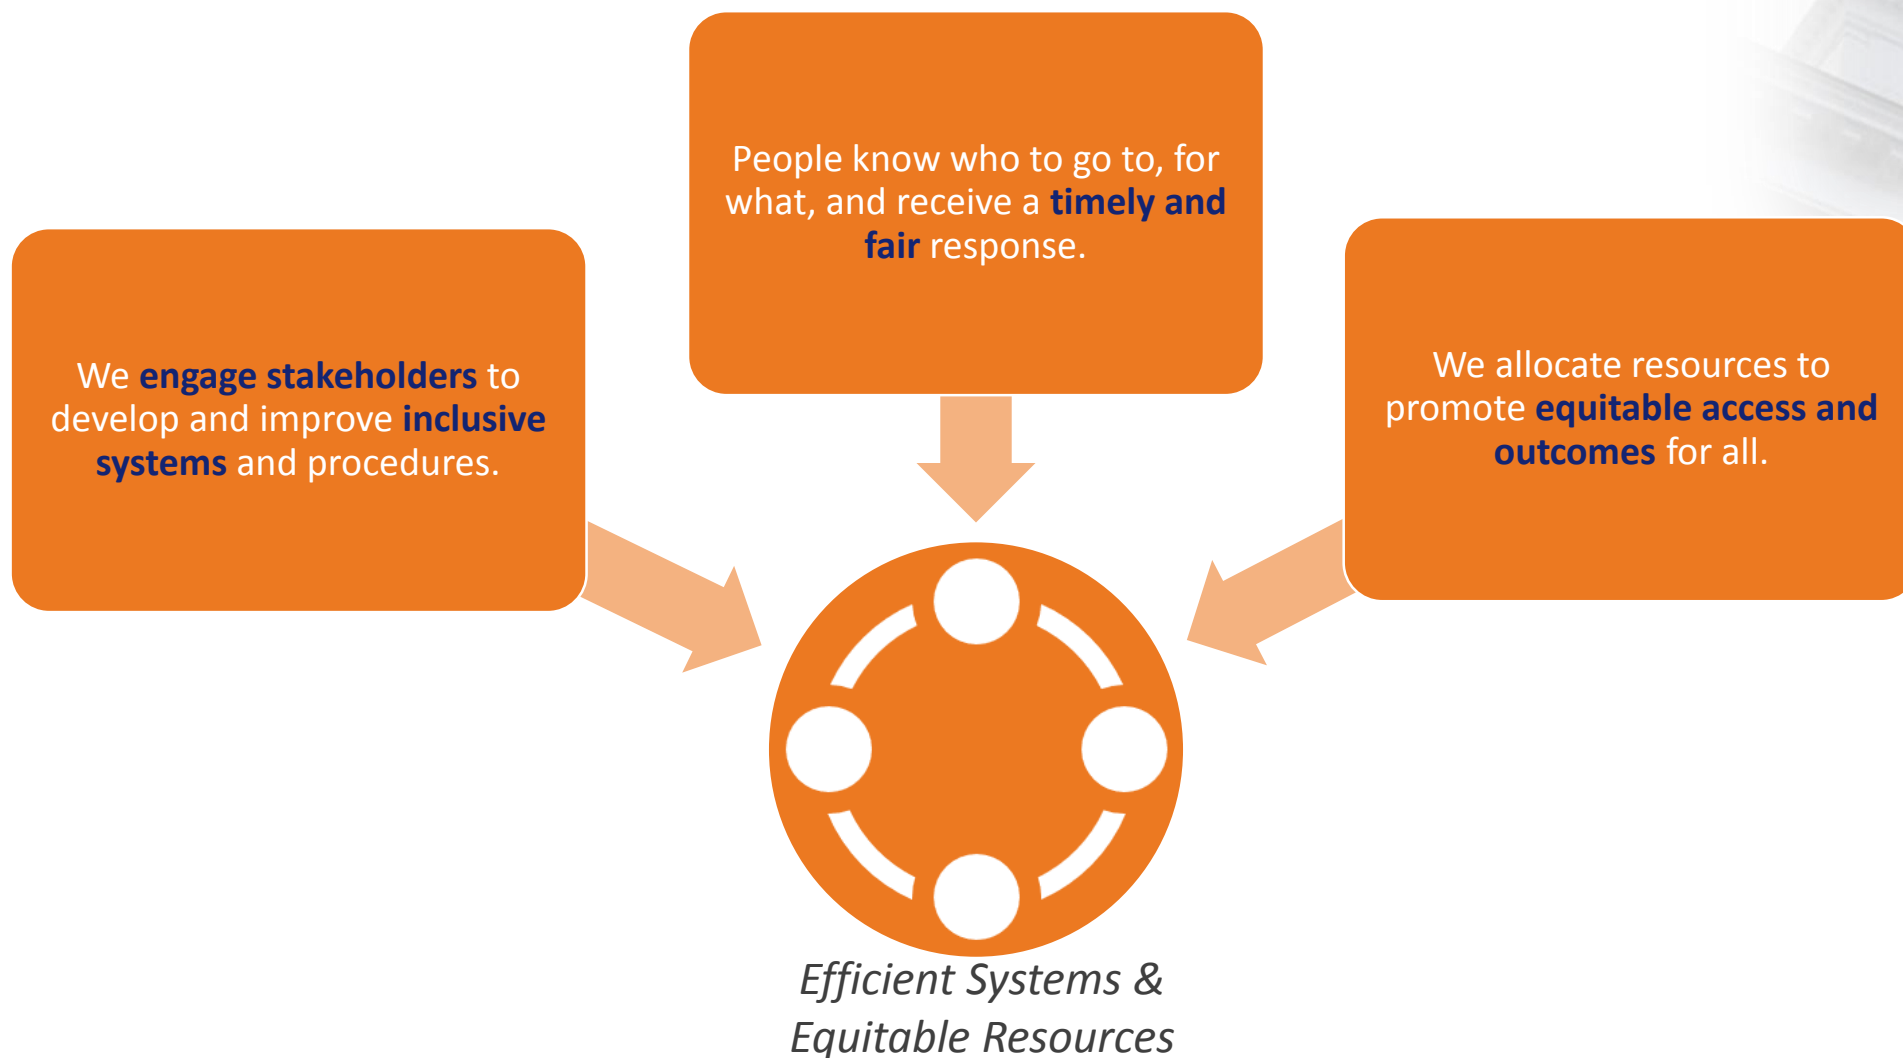 We engage stakeholders to
develop and improve inclusive
systems and procedures.
People know who to go to, for
what, and receive a timely and
fair response.
We allocate resources to
promote equitable access and
outcomes for all.
Efficient Systems &
Equitable Resources